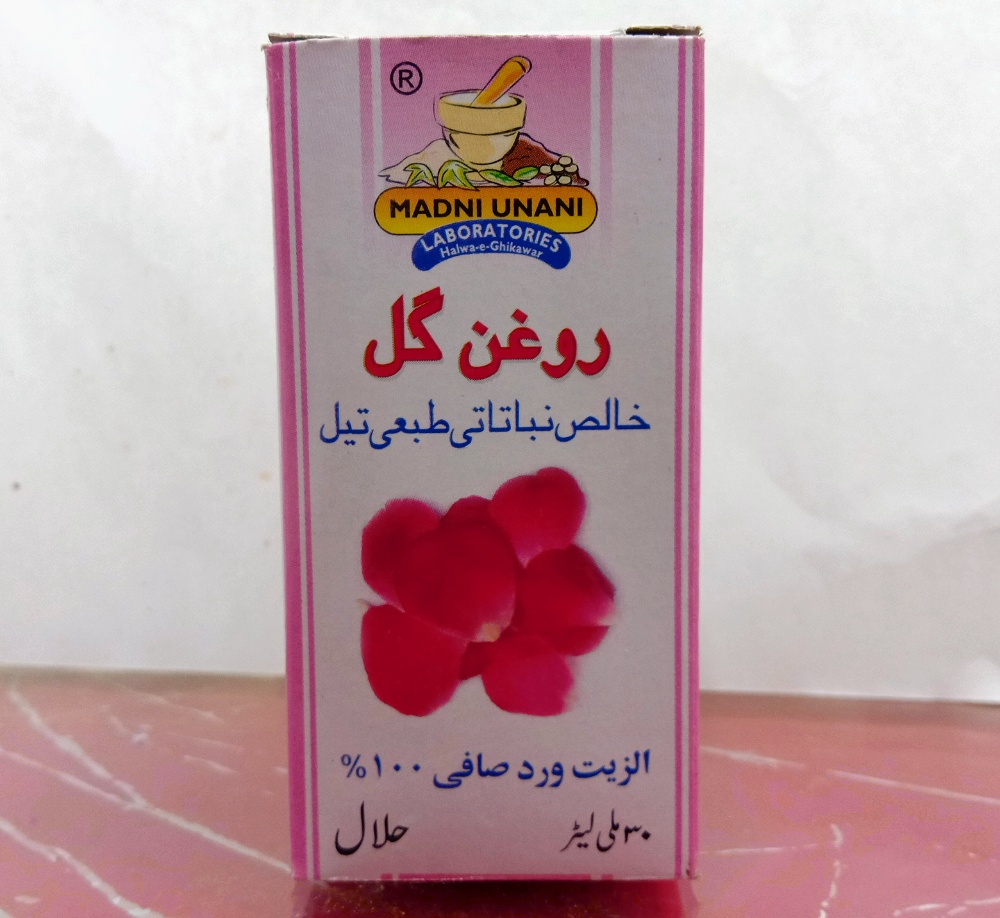 ®
MADNI UNANI
LABORATORIES
Halwa-e-Ghikawar
روغن گل
خالص نباتاتی طبعی تیل
الزیت ورد صافی ۱۰۰%
۳۰ ملی لیٹر
حلال